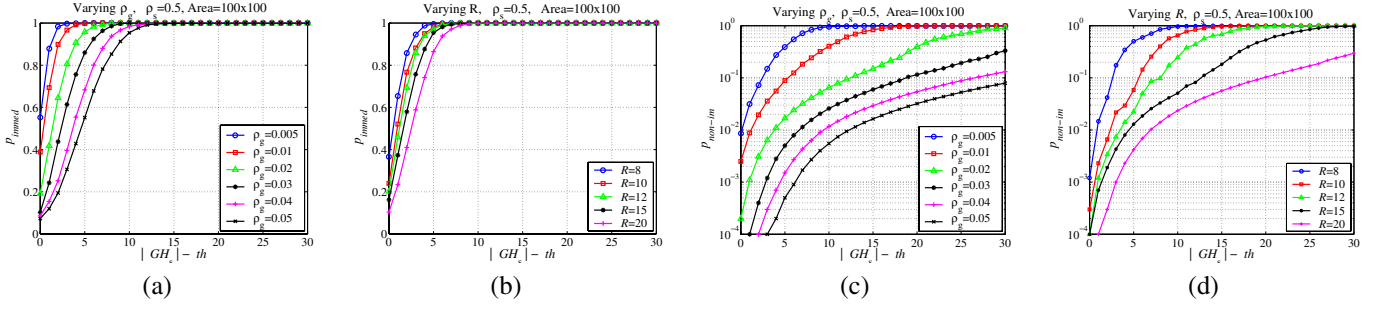 Varying ρg, ρs=0.5, Area=100x100
pimmed
1
0.8
0.6
0.4
0.2
0
0 5 10 15 20 25 30
| GHs| − th
ρg=0.005
ρg=0.01
ρg=0.02
ρg=0.03
ρg=0.04
ρg=0.05
(a)
Varying R, ρs=0.5, Area=100x100
pimmed
1
0.8
0.6
0.4
0.2
0
0 5 10 15 20 25 30
| GHs| − th
R=8
R=10
R=12
R=15
R=20
(b)
Varying ρg, ρs=0.5, Area=100x100
pnon−im
10^0
10^-1
10^-2
10^-3
10^-4
0 5 10 15 20 25 30
| GHs| − th
ρg=0.005
ρg=0.01
ρg=0.02
ρg=0.03
ρg=0.04
ρg=0.05
(c)
Varying R, ρs=0.5, Area=100x100
pnon−im
10^0
10^-1
10^-2
10^-3
10^-4
0 5 10 15 20 25 30
| GHs| − th
R=8
R=10
R=12
R=15
R=20
(d)